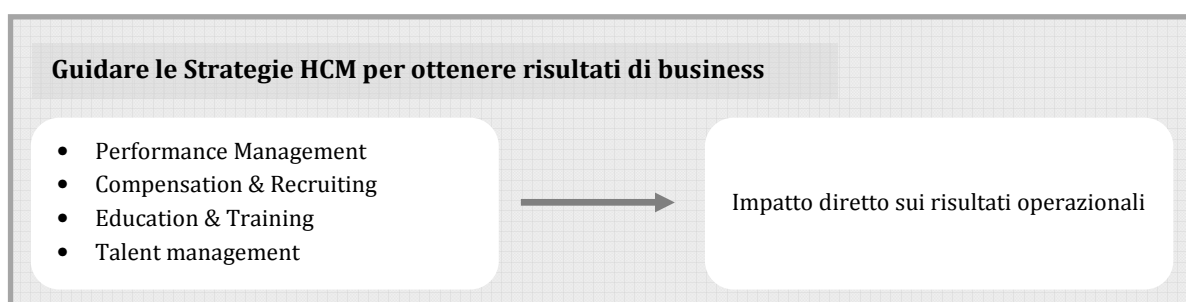 Guidare le Strategie HCM per ottenere risultati di business
• Performance Management
• Compensation & Recruiting
• Education & Training
• Talent management
Impatto diretto sui risultati operazionali